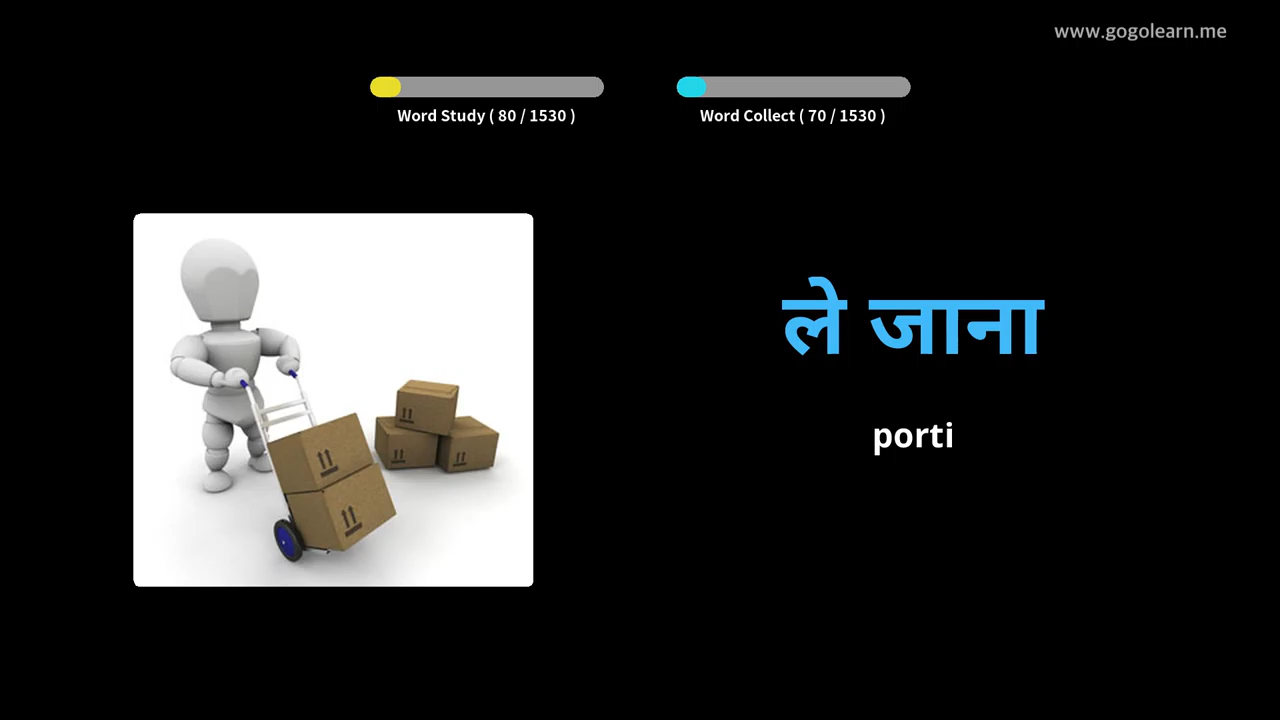 www.gogolearn.me
Word Study ( 80 / 1530 )
Word Collect ( 70 / 1530 )
ले जाना
porti